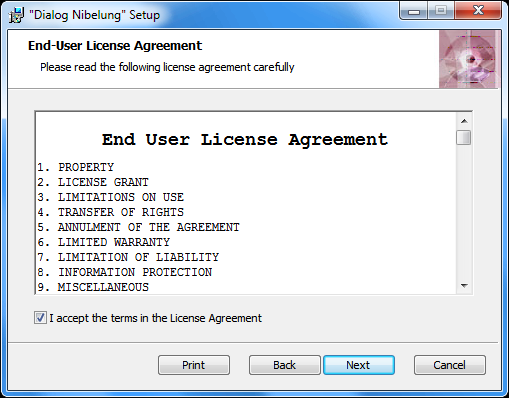 "Dialog Nibelung" Setup
End-User License Agreement
Please read the following license agreement carefully
End User License Agreement
1. PROPERTY
2. LICENSE GRANT
3. LIMITATIONS ON USE
4. TRANSFER OF RIGHTS
5. ANNULMENT OF THE AGREEMENT
6. LIMITED WARRANTY
7. LIMITATION OF LIABILITY
8. INFORMATION PROTECTION
9. MISCELLANEOUS
I accept the terms in the License Agreement
Print Back Next Cancel